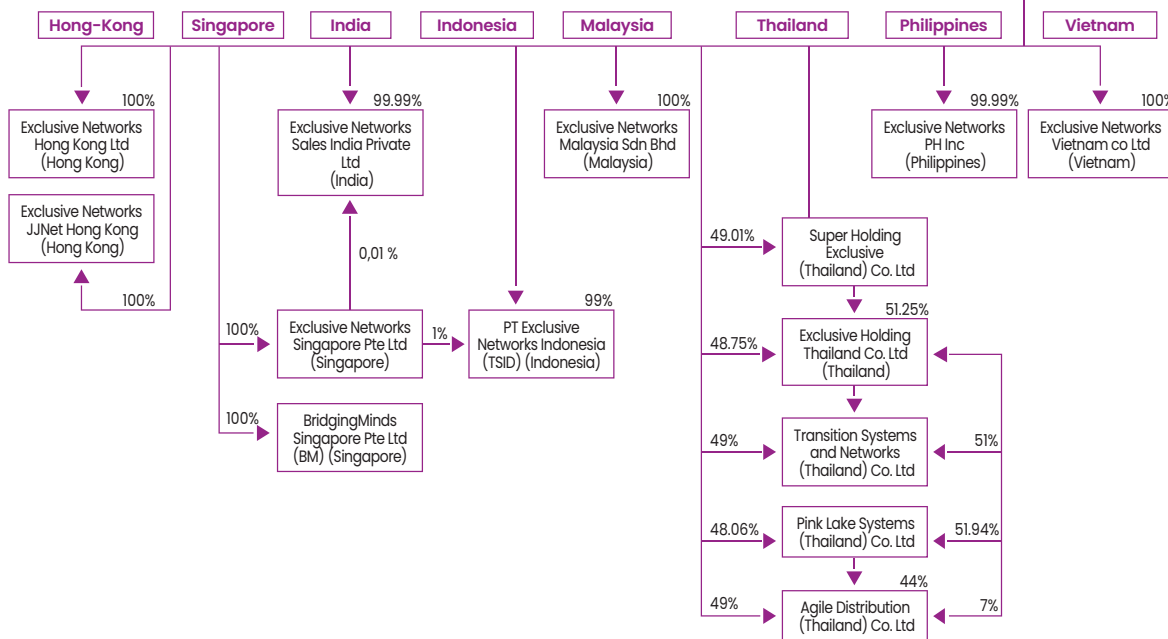 Hong-Kong
Singapore
India
Indonesia
Malaysia
Thailand
Philippines
Vietnam
100%
Exclusive Networks
Hong Kong Ltd
(Hong Kong)
Exclusive Networks
JJNet Hong Kong
(Hong Kong)
100%
99.99%
Exclusive Networks
Sales India Private
Ltd
(India)
0,01 %
100%
Exclusive Networks
Singapore Pte Ltd
(Singapore)
1%
99%
PT Exclusive
Networks Indonesia
(TSID) (Indonesia)
100%
BridgingMinds
Singapore Pte Ltd
(BM) (Singapore)
100%
Exclusive Networks
Malaysia Sdn Bhd
(Malaysia)
99.99%
Exclusive Networks
PH Inc
(Philippines)
100%
Exclusive Networks
Vietnam co Ltd
(Vietnam)
49.01%
Super Holding
Exclusive
(Thailand) Co. Ltd
51.25%
48.75%
Exclusive Holding
Thailand Co. Ltd
(Thailand)
49%
Transition Systems
and Networks
(Thailand) Co. Ltd
51%
48.06%
Pink Lake Systems
(Thailand) Co. Ltd
51.94%
44%
49%
Agile Distribution
(Thailand) Co. Ltd
7%